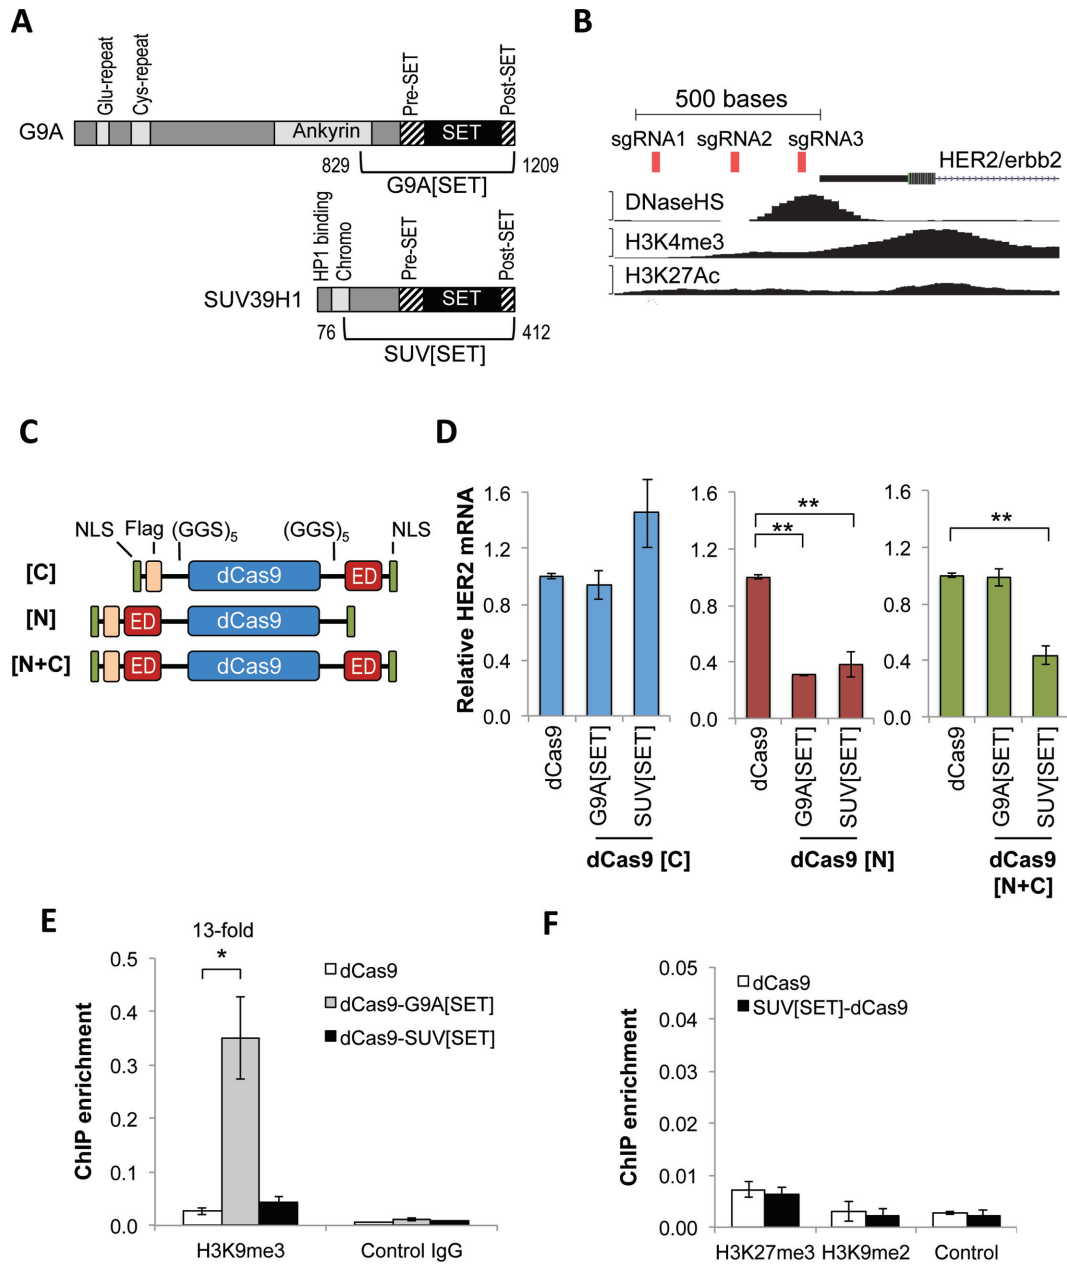 A
Glu-repeat
Cys-repeat
Pre-SET
Post-SET
G9A
Ankyrin
SET
829
1209
G9A[SET]
HP1 binding
Chromo
Pre-SET
Post-SET
SUV39H1
SET
76
412
SUV[SET]
B
500 bases
sgRNA1 sgRNA2 sgRNA3
HER2/erbb2
DNaseHS
H3K4me3
H3K27Ac
C
NLS Flag (GGS)5 (GGS)5 NLS
[C] dCas9 ED
[N] ED dCas9
[N+C] ED dCas9 ED
D
Relative HER2 mRNA
1.6
1.2
0.8
0.4
0.0
dCas9
G9A[SET]
SUV[SET]
dCas9 [C]
1.6
1.2
0.8
0.4
0.0
**
**
dCas9
G9A[SET]
SUV[SET]
dCas9 [N]
1.6
1.2
0.8
0.4
0.0
**
dCas9
G9A[SET]
SUV[SET]
dCas9
[N+C]
E
13-fold
*
ChIP enrichment
0.5
0.4
0.3
0.2
0.1
0.0
dCas9
dCas9-G9A[SET]
dCas9-SUV[SET]
H3K9me3 Control IgG
F
ChIP enrichment
0.05
0.04
0.03
0.02
0.01
0.00
dCas9
SUV[SET]-dCas9
H3K27me3 H3K9me2 Control